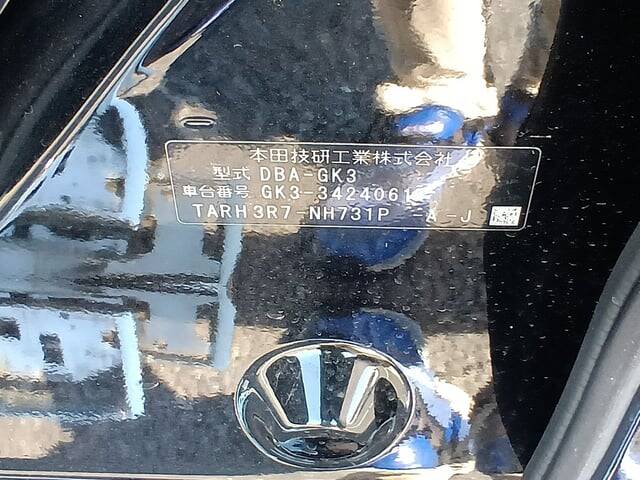 本田技研工業株式会社
型式 DBA-GK3
車台番号 GK3-3424061
TARH 3R7-NH731P -A-J